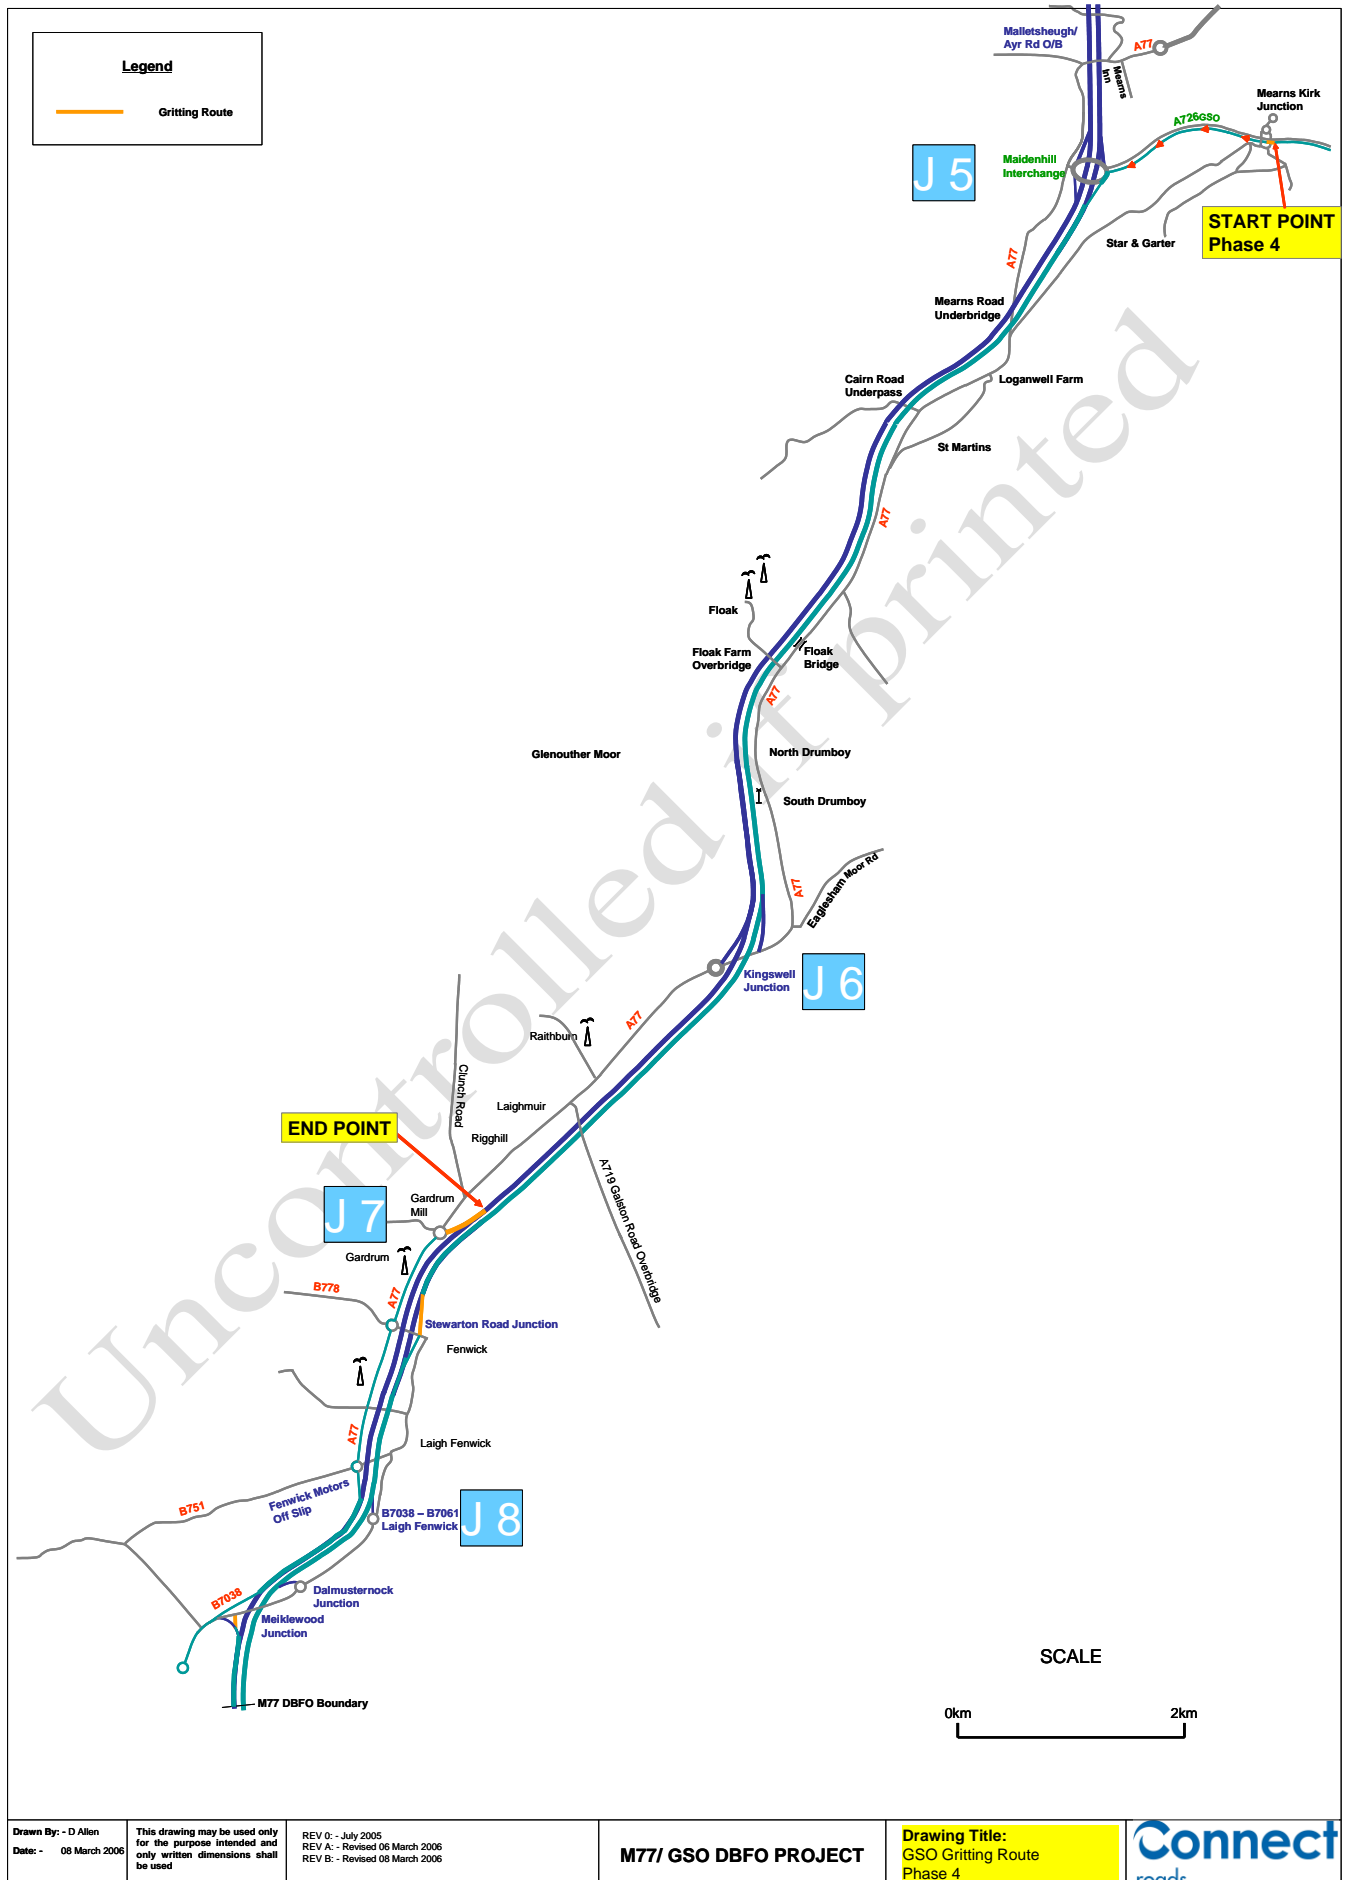 Legend
Gritting Route
Malletsheugh/
Ayr Rd O/B
A77
Mearns
Inn
Mearns Kirk
Junction
A726GSO
J 5
Maidenhill
Interchange
START POINT
Phase 4
Star & Garter
A77
Mearns Road
Underbridge
Cairn Road
Underpass
Loganwell Farm
St Martins
A77
Floak
Floak Farm
Overbridge
Floak
Bridge
A77
Glenouther Moor
North Drumboy
South Drumboy
A77
Eaglesham Moor Rd
Kingswell
Junction
J 6
A77
Raithburn
Clunch Road
Laighmuir
Rigghill
END POINT
A719 Galston Road Overbridge
J 7
Gardrum
Mill
Gardrum
B778
A77
Stewarton Road Junction
Fenwick
A77
Laigh Fenwick
B751
Fenwick Motors
Off Slip
B7038 – B7061
Laigh Fenwick
J 8
B7038
Dalmusternock
Junction
Meiklewood
Junction
M77 DBFO Boundary
SCALE
0km 2km
Uncontrolled if printed
Drawn By: - D Allen
Date: - 08 March 2006
This drawing may be used only
for the purpose intended and
only written dimensions shall
be used
REV 0: - July 2005
REV A: - Revised 06 March 2006
REV B: - Revised 08 March 2006
M77/ GSO DBFO PROJECT
Drawing Title:
GSO Gritting Route
Phase 4
Connect
roads